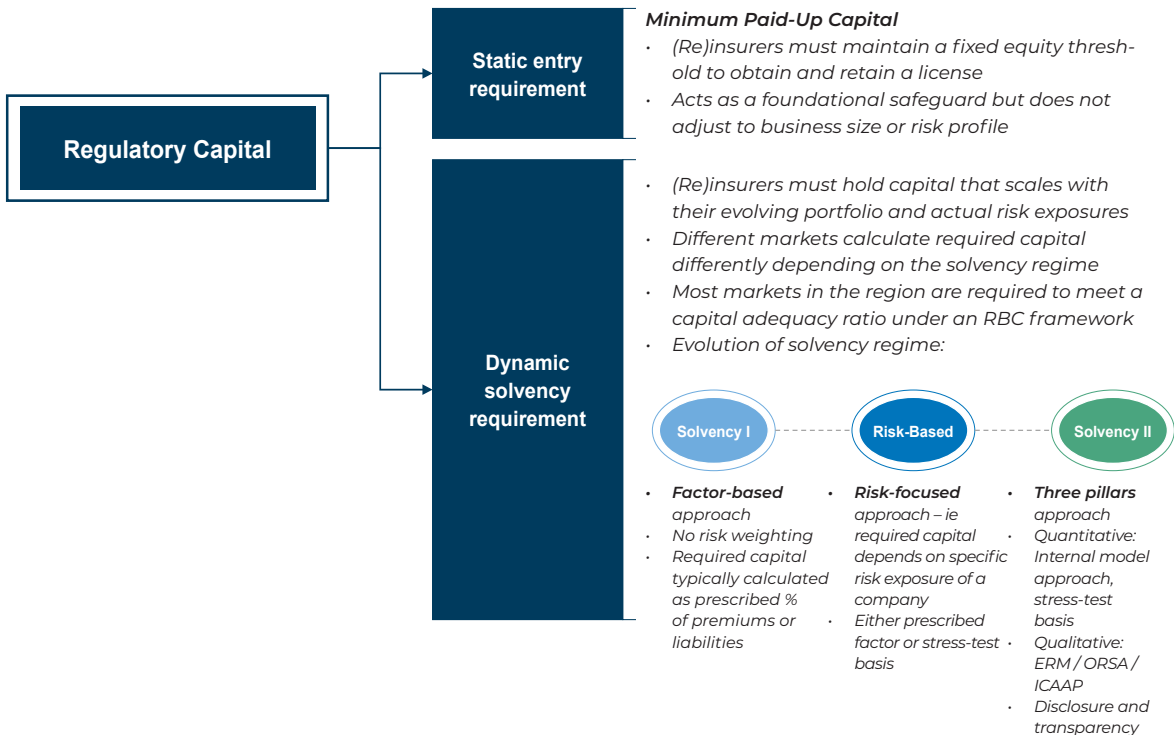 Regulatory Capital
Static entry
requirement
Minimum Paid-Up Capital
• (Re)insurers must maintain a fixed equity thresh-
old to obtain and retain a license
• Acts as a foundational safeguard but does not
adjust to business size or risk profile
Dynamic
solvency
requirement
• (Re)insurers must hold capital that scales with
their evolving portfolio and actual risk exposures
• Different markets calculate required capital
differently depending on the solvency regime
• Most markets in the region are required to meet a
capital adequacy ratio under an RBC framework
• Evolution of solvency regime:
Solvency I
• Factor-based
approach
• No risk weighting
• Required capital
typically calculated
as prescribed %
of premiums or
liabilities
Risk-Based
• Risk-focused
approach – ie
required capital
depends on specific
risk exposure of a
company
• Either prescribed
factor or stress-test
basis
Solvency II
• Three pillars
approach
• Quantitative:
Internal model
approach,
stress-test
basis
• Qualitative:
ERM / ORSA /
ICAAP
• Disclosure and
transparency